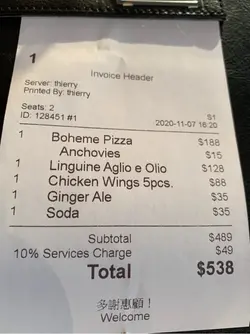 1
Invoice Header
Server: thierry
Printed By: thierry
Seats: 2
ID: 128451 #1 S1
2020-11-07 16:20
1 Boheme Pizza $188
Anchovies $15
1 Linguine Aglio e Olio $128
1 Chicken Wings 5pcs. $88
1 Ginger Ale $35
1 Soda $35
Subtotal $489
10% Services Charge $49
Total $538
多謝惠顧！
Welcome